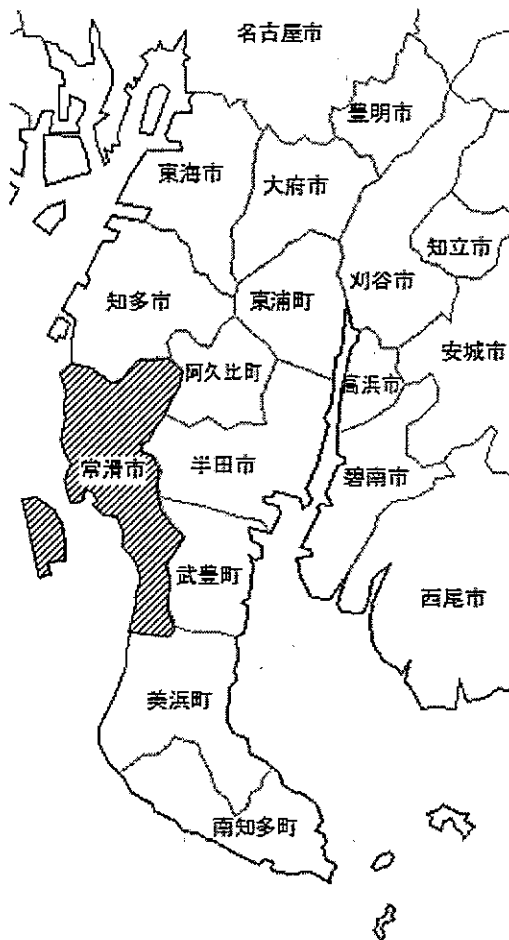 名古屋市
豊明市
東海市
大府市
知立市
刈谷市
知多市
東浦町
安城市
阿久比町
高浜市
常滑市
半田市
碧南市
武豊町
西尾市
美浜町
南知多町